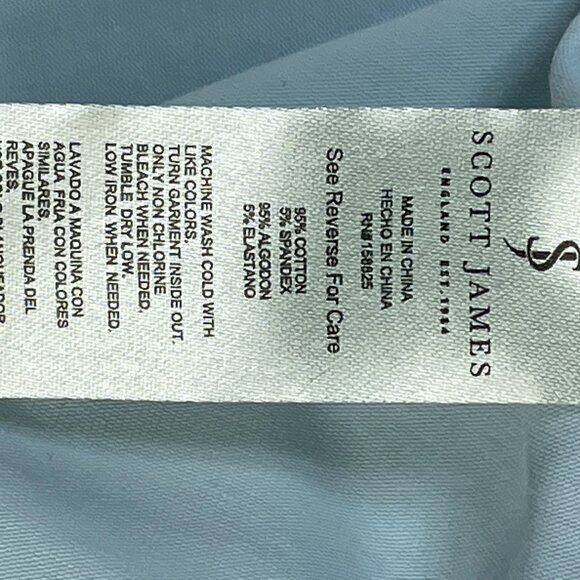 SJ
SCOTT JAMES
ENGLAND EST.1984
MADE IN CHINA
HECHO EN CHINA
RN#158825
See Reverse For Care
95% COTTON
5% SPANDEX
95% ALGODON
5% ELASTANO
MACHINE WASH COLD WITH
LIKE COLORS.
TURN GARMENT INSIDE OUT.
ONLY NON CHLORINE
BLEACH WHEN NEEDED.
TUMBLE DRY LOW.
LOW IRON WHEN NEEDED.
LAVADO A MAQUINA CON
AGUA FRIA CON COLORES
SIMILARES.
APAGUE LA PRENDA DEL
REVES.